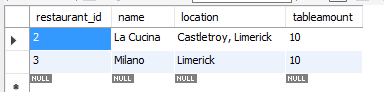 restaurant_id name location tableamount
2 La Cucina Castletroy, Limerick 10
3 Milano Limerick 10
NULL NULL NULL NULL